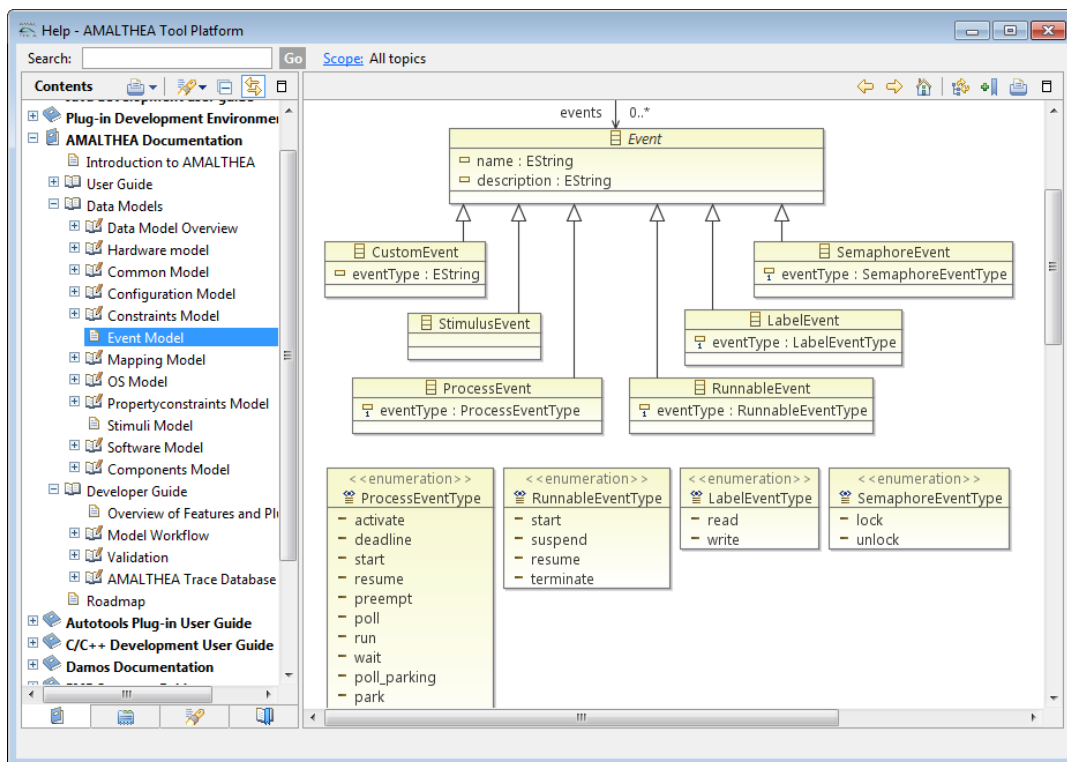 Help - AMALTHEA Tool Platform
Search:
Go
Scope: All topics
Contents
Plug-in Development Environme
AMALTHEA Documentation
Introduction to AMALTHEA
User Guide
Data Models
Data Model Overview
Hardware model
Common Model
Configuration Model
Constraints Model
Event Model
Mapping Model
OS Model
Propertyconstraints Model
Stimuli Model
Software Model
Components Model
Developer Guide
Overview of Features and Plu
Model Workflow
Validation
AMALTHEA Trace Database
Roadmap
Autotools Plug-in User Guide
C/C++ Development User Guide
Damos Documentation
events 0..*
Event
name : EString
description : EString
CustomEvent
eventType : EString
SemaphoreEvent
eventType : SemaphoreEventType
StimulusEvent
LabelEvent
eventType : LabelEventType
ProcessEvent
eventType : ProcessEventType
RunnableEvent
eventType : RunnableEventType
<<enumeration>>
ProcessEventType
activate
deadline
start
resume
preempt
poll
run
wait
poll_parking
park
<<enumeration>>
RunnableEventType
start
suspend
resume
terminate
<<enumeration>>
LabelEventType
read
write
<<enumeration>>
SemaphoreEventType
lock
unlock